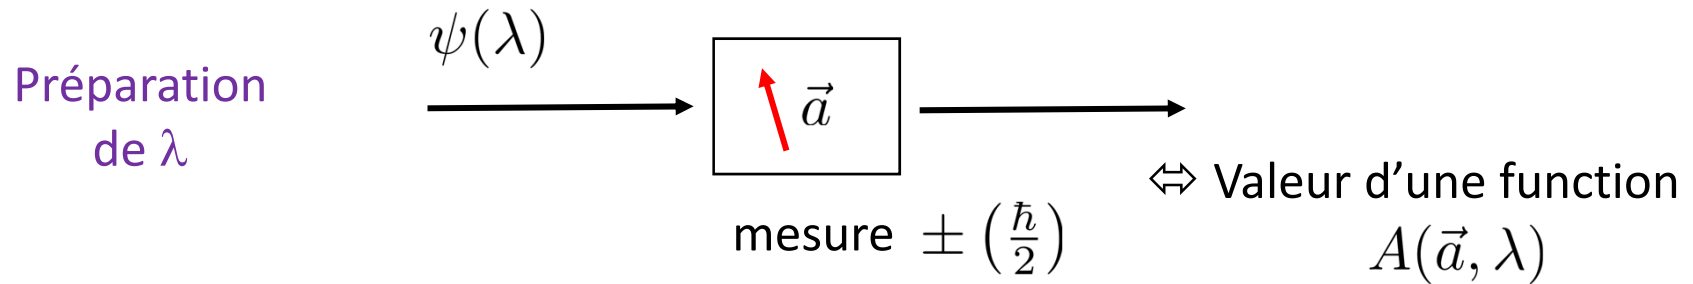 Préparation
de λ
ψ(λ)
a⃗
mesure ± (ℏ/2)
⇔ Valeur d’une function
A(a⃗, λ)